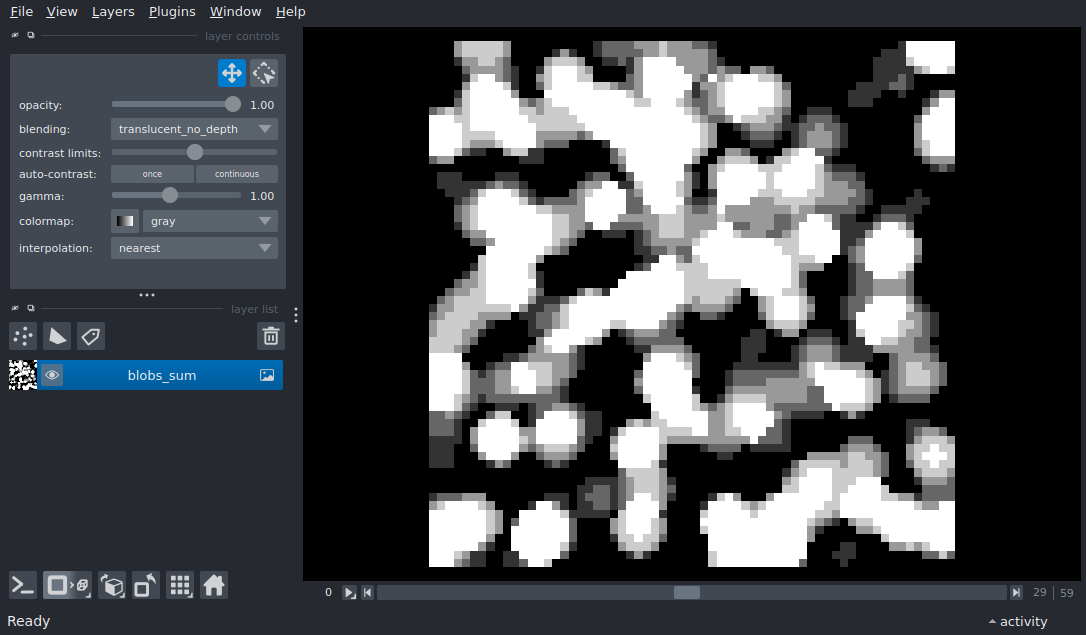 File View Layers Plugins Window Help
layer controls
opacity: 1.00
blending: translucent_no_depth
contrast limits:
auto-contrast: once continuous
gamma: 1.00
colormap: gray
interpolation: nearest
layer list
blobs_sum
0 29 59
Ready activity